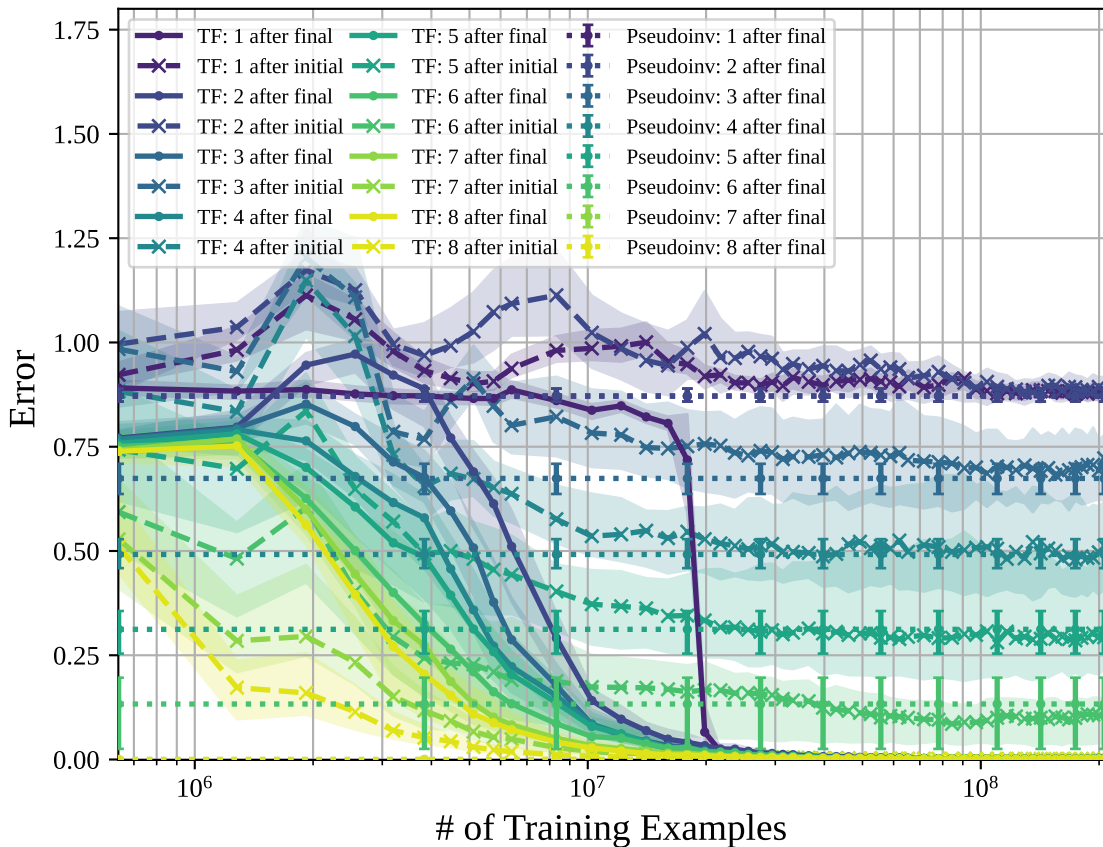 1.75
1.50
1.25
1.00
0.75
0.50
0.25
0.00
Error
TF: 1 after final
TF: 1 after initial
TF: 2 after final
TF: 2 after initial
TF: 3 after final
TF: 3 after initial
TF: 4 after final
TF: 4 after initial
TF: 5 after final
TF: 5 after initial
TF: 6 after final
TF: 6 after initial
TF: 7 after final
TF: 7 after initial
TF: 8 after final
TF: 8 after initial
Pseudoinv: 1 after final
Pseudoinv: 2 after final
Pseudoinv: 3 after final
Pseudoinv: 4 after final
Pseudoinv: 5 after final
Pseudoinv: 6 after final
Pseudoinv: 7 after final
Pseudoinv: 8 after final
10⁶
10⁷
10⁸
# of Training Examples